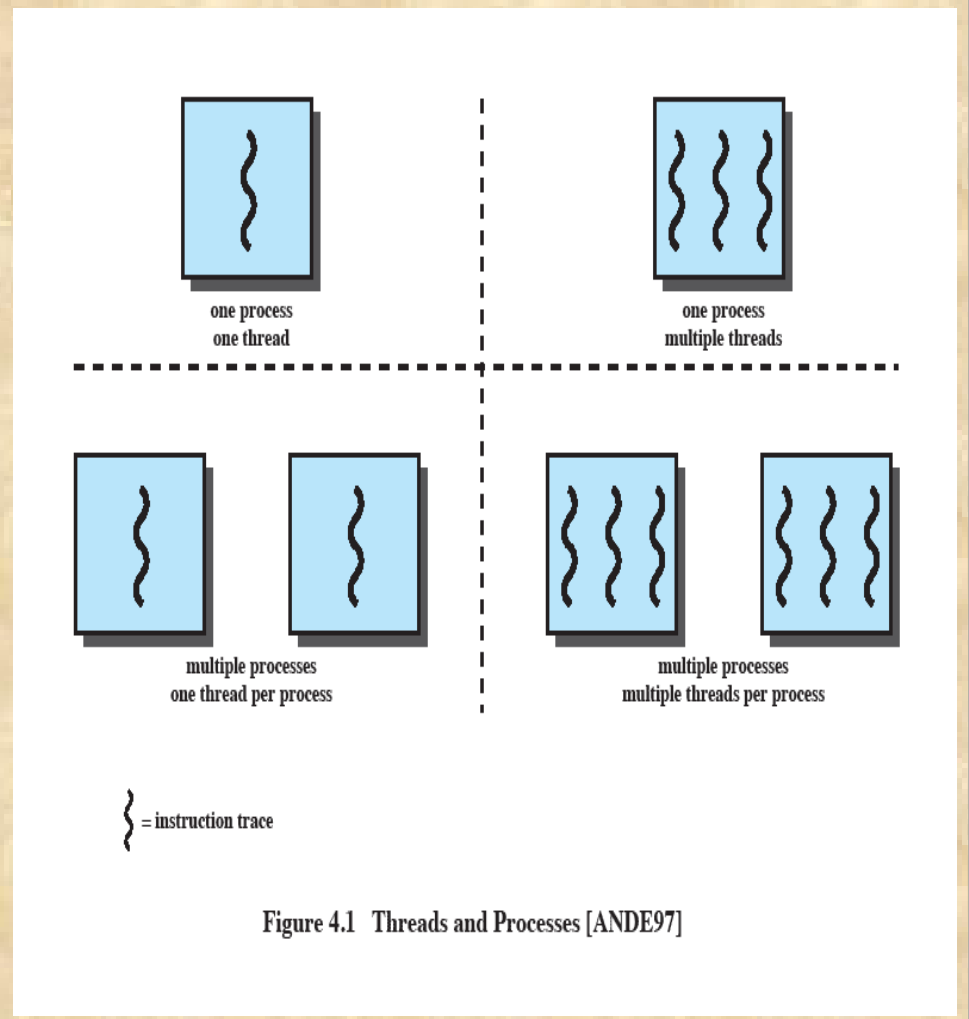 one process
one thread
one process
multiple threads
multiple processes
one thread per process
multiple processes
multiple threads per process
= instruction trace
Figure 4.1 Threads and Processes [ANDE97]